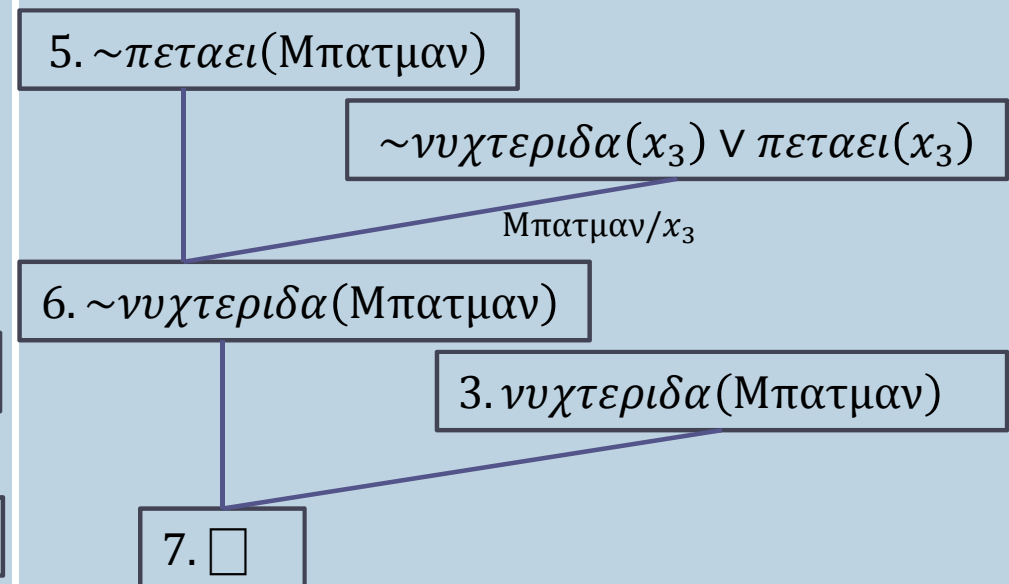 5. ~πεταει(Μπατμαν)
~νυχτεριδα(x₃) ∨ πεταει(x₃)
Μπατμαν/x₃
6. ~νυχτεριδα(Μπατμαν)
3. νυχτεριδα(Μπατμαν)
7. □